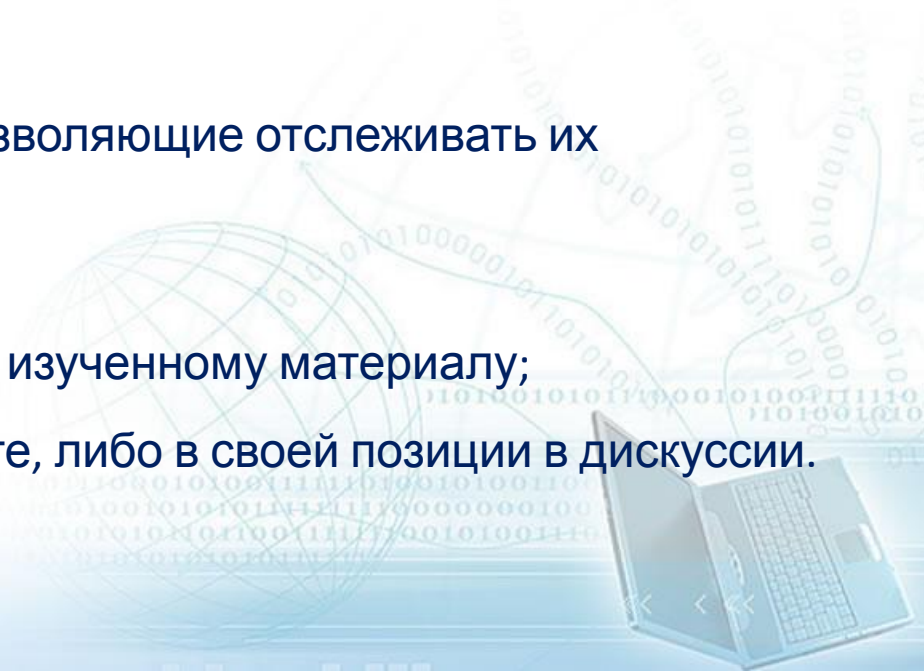 зволяющие отслеживать их
изученному материалу;
те, либо в своей позиции в дискуссии.